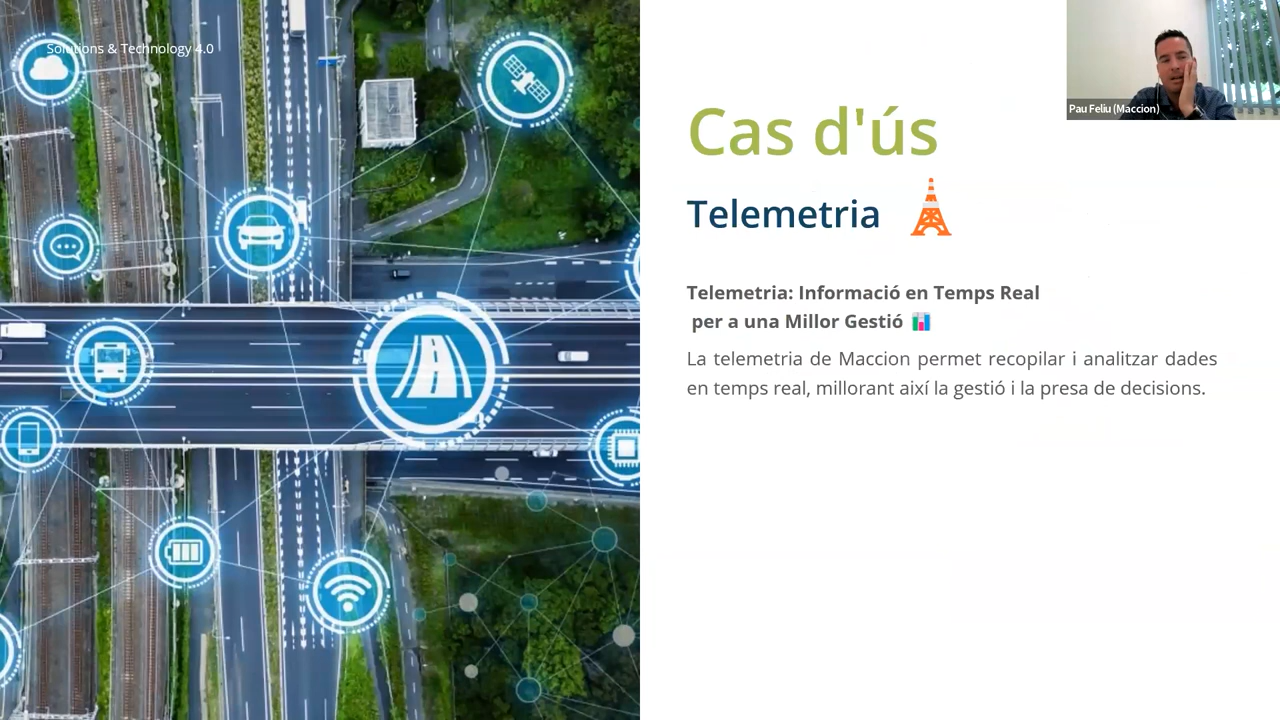 Solutions & Technology 4.0
Pau Feliu (Maccion)
Cas d'ús
Telemetria
Telemetria: Informació en Temps Real
per a una Millor Gestió
La telemetria de Maccion permet recopilar i analitzar dades
en temps real, millorant així la gestió i la presa de decisions.